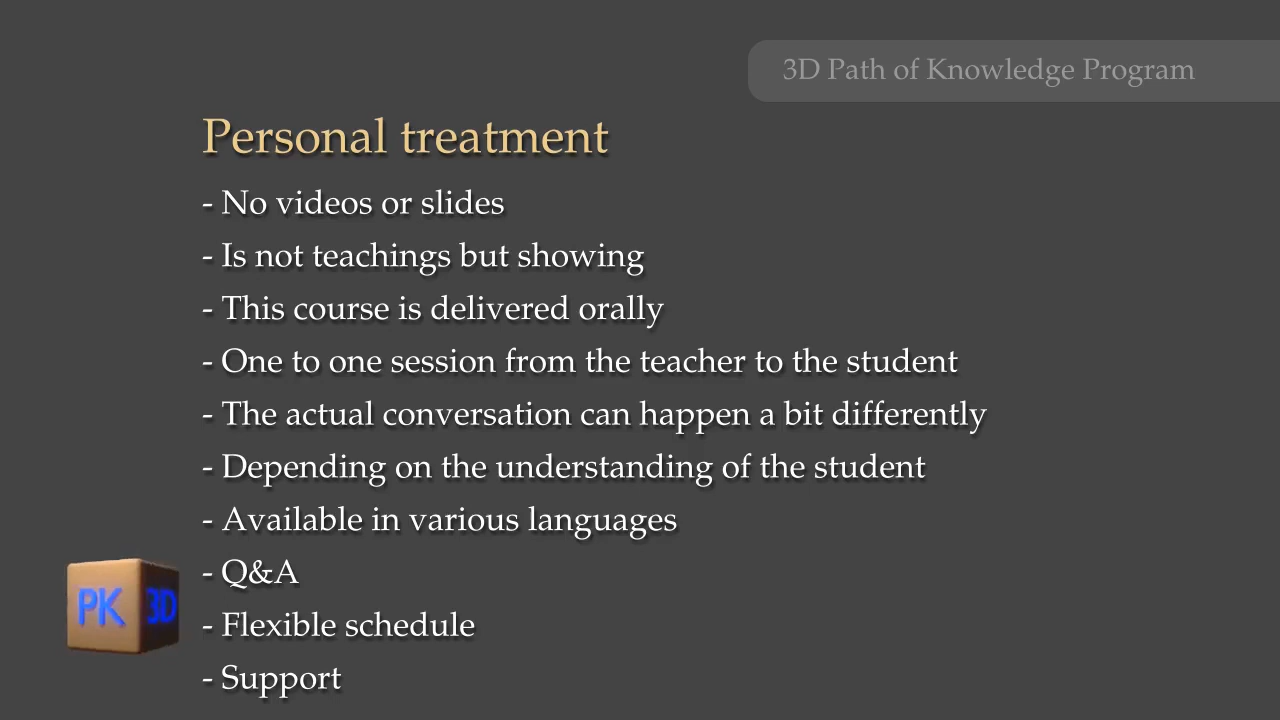 3D Path of Knowledge Program
Personal treatment
- No videos or slides
- Is not teachings but showing
- This course is delivered orally
- One to one session from the teacher to the student
- The actual conversation can happen a bit differently
- Depending on the understanding of the student
- Available in various languages
- Q&A
- Flexible schedule
- Support
PK 3D